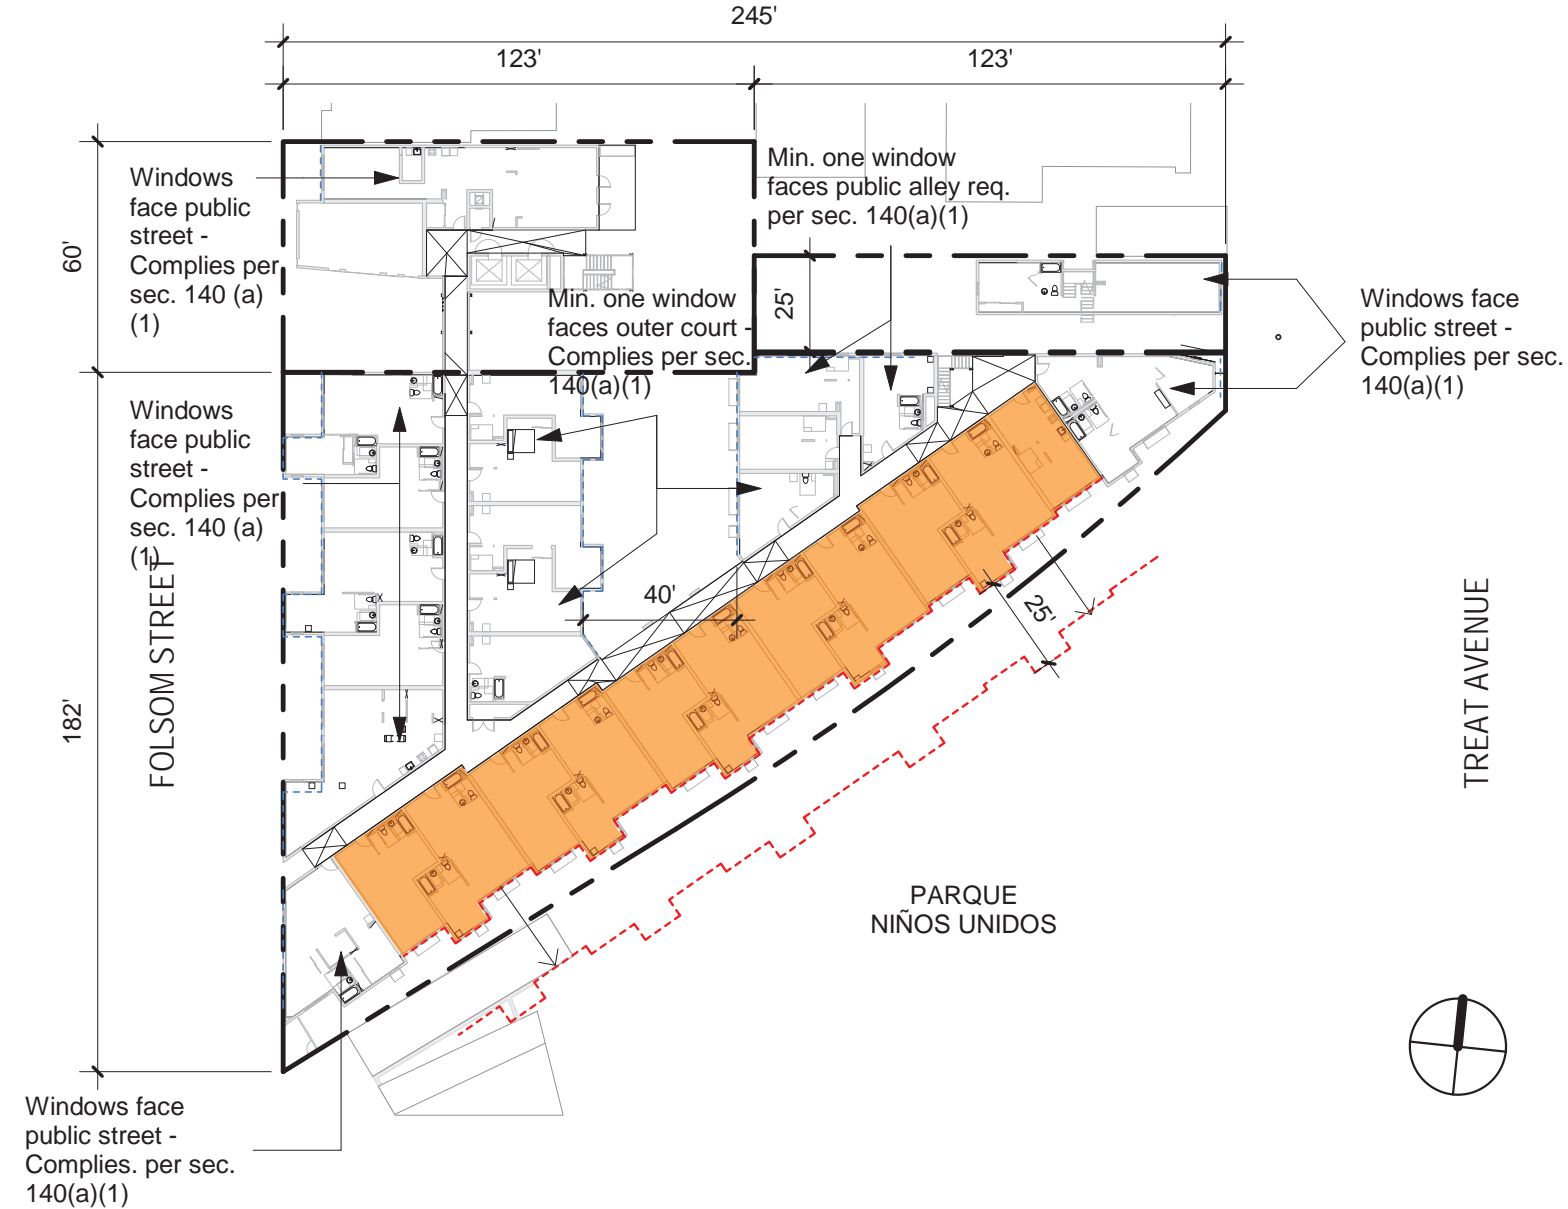 245'
123'
123'
60'
182'
Windows
face public
street -
Complies per
sec. 140 (a)
(1)
Min. one window
faces public alley req.
per sec. 140(a)(1)
25'
Min. one window
faces outer court -
Complies per sec.
140(a)(1)
Windows face
public street -
Complies per sec.
140(a)(1)
Windows
face public
street -
Complies per
sec. 140 (a)
(1)
FOLSOM STREET
40'
25'
TREAT AVENUE
PARQUE
NIÑOS UNIDOS
Windows face
public street -
Complies. per sec.
140(a)(1)